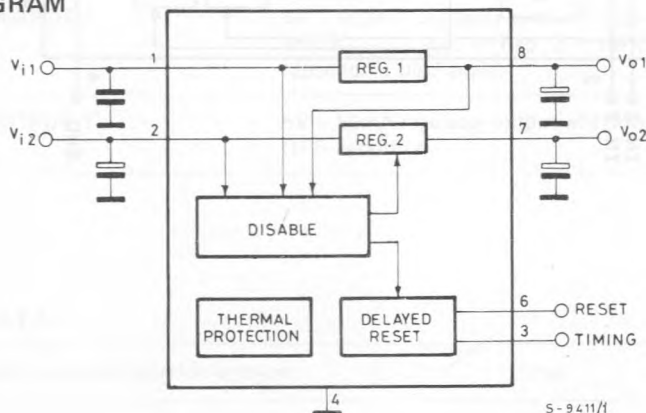 GRAM
Vi1 1 REG. 1 8 Vo1
Vi2 2 REG. 2 7 Vo2
DISABLE
THERMAL PROTECTION
DELAYED RESET
6 RESET
3 TIMING
4
S-9411/1